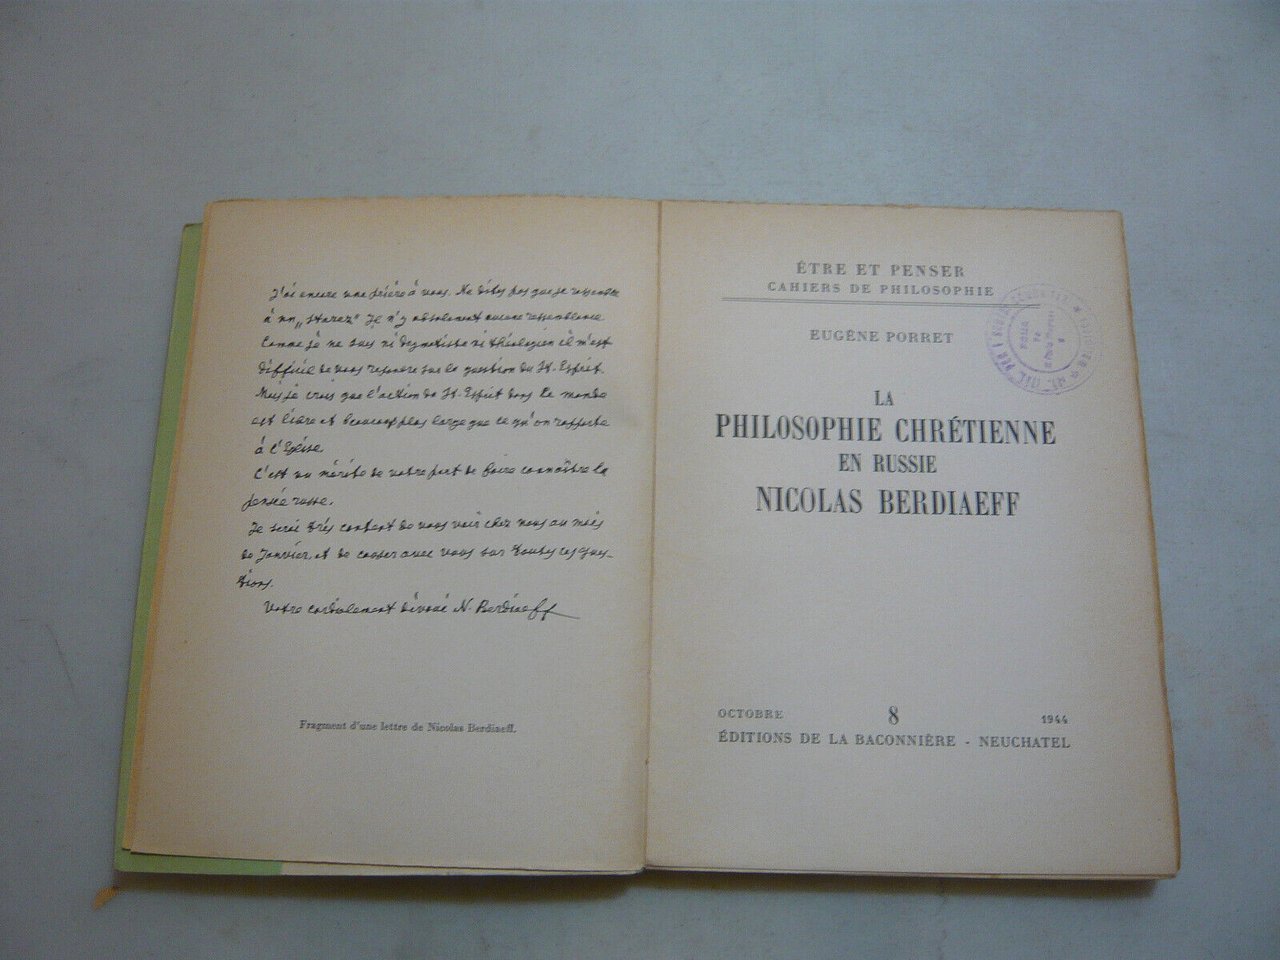 J'ai encore une prière à vous. Ne dites pas que je ressemble
à un „starez" Je n'y absolument aucune ressemblance
Comme je ne suis ni dogmatiste ni théologien il m'est
difficil de vous repondre sur la question du St. Esprit.
Mais je crois que l'action du St-Esprit dans le monde
est libre et beaucoup plus large que ce qu'on rapporte
à l'Eglise.
C'est un mérite de votre part de faire connaître la
pensée russe.
Je serai très content de vous voir chez nous au mois
de Janvier et de causer avec vous sur toutes ces ques-
tions.
Votre cordialement dévoué N. Berdiaeff
Fragment d'une lettre de Nicolas Berdiaeff.
ÊTRE ET PENSER
CAHIERS DE PHILOSOPHIE
EUGÈNE PORRET
LA
PHILOSOPHIE CHRÉTIENNE
EN RUSSIE
NICOLAS BERDIAEFF
OCTOBRE 8 1944
ÉDITIONS DE LA BACONNIÈRE - NEUCHATEL